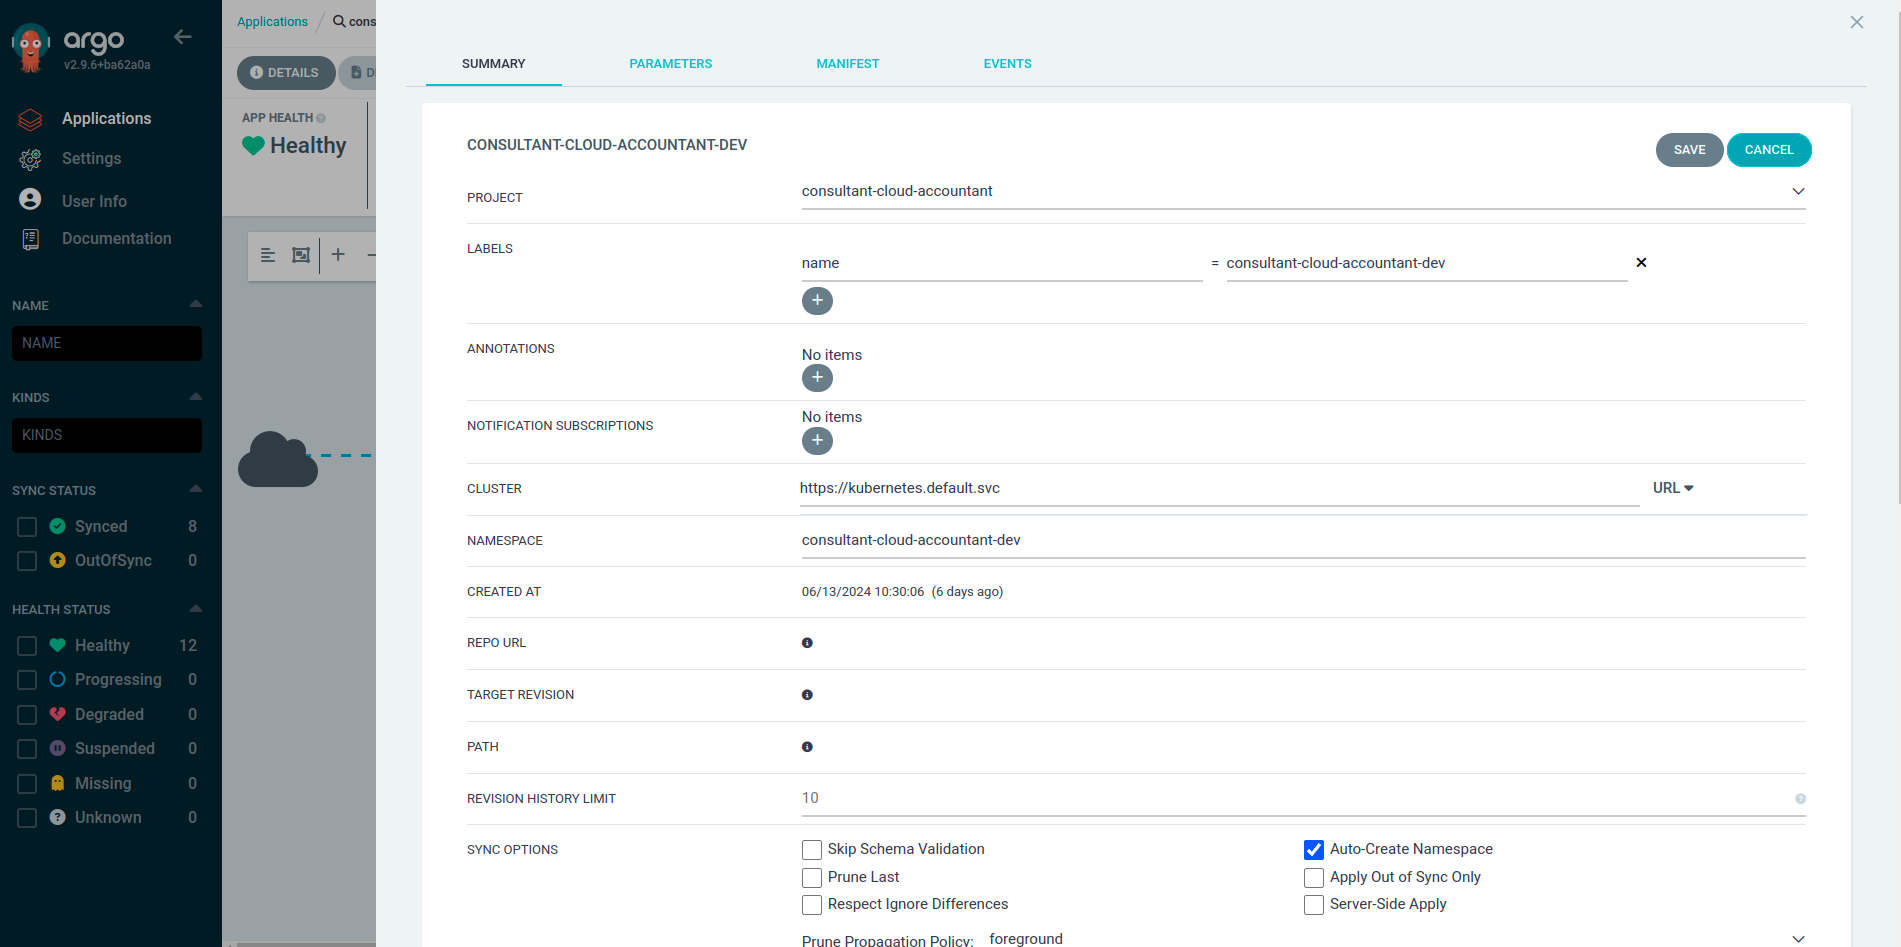 argo
v2.9.6+ba62a0a
Applications
Settings
User Info
Documentation
NAME
NAME
KINDS
KINDS
SYNC STATUS
Synced 8
OutOfSync 0
HEALTH STATUS
Healthy 12
Progressing 0
Degraded 0
Suspended 0
Missing 0
Unknown 0
Applications / cons
DETAILS D
APP HEALTH
Healthy
SUMMARY PARAMETERS MANIFEST EVENTS
CONSULTANT-CLOUD-ACCOUNTANT-DEV
SAVE CANCEL
PROJECT consultant-cloud-accountant
LABELS
name = consultant-cloud-accountant-dev
+
ANNOTATIONS
No items
+
NOTIFICATION SUBSCRIPTIONS
No items
+
CLUSTER https://kubernetes.default.svc URL
NAMESPACE consultant-cloud-accountant-dev
CREATED AT 06/13/2024 10:30:06 (6 days ago)
REPO URL
TARGET REVISION
PATH
REVISION HISTORY LIMIT 10
SYNC OPTIONS Skip Schema Validation Auto-Create Namespace
Prune Last Apply Out of Sync Only
Respect Ignore Differences Server-Side Apply
Prune Propagation Policy: foreground